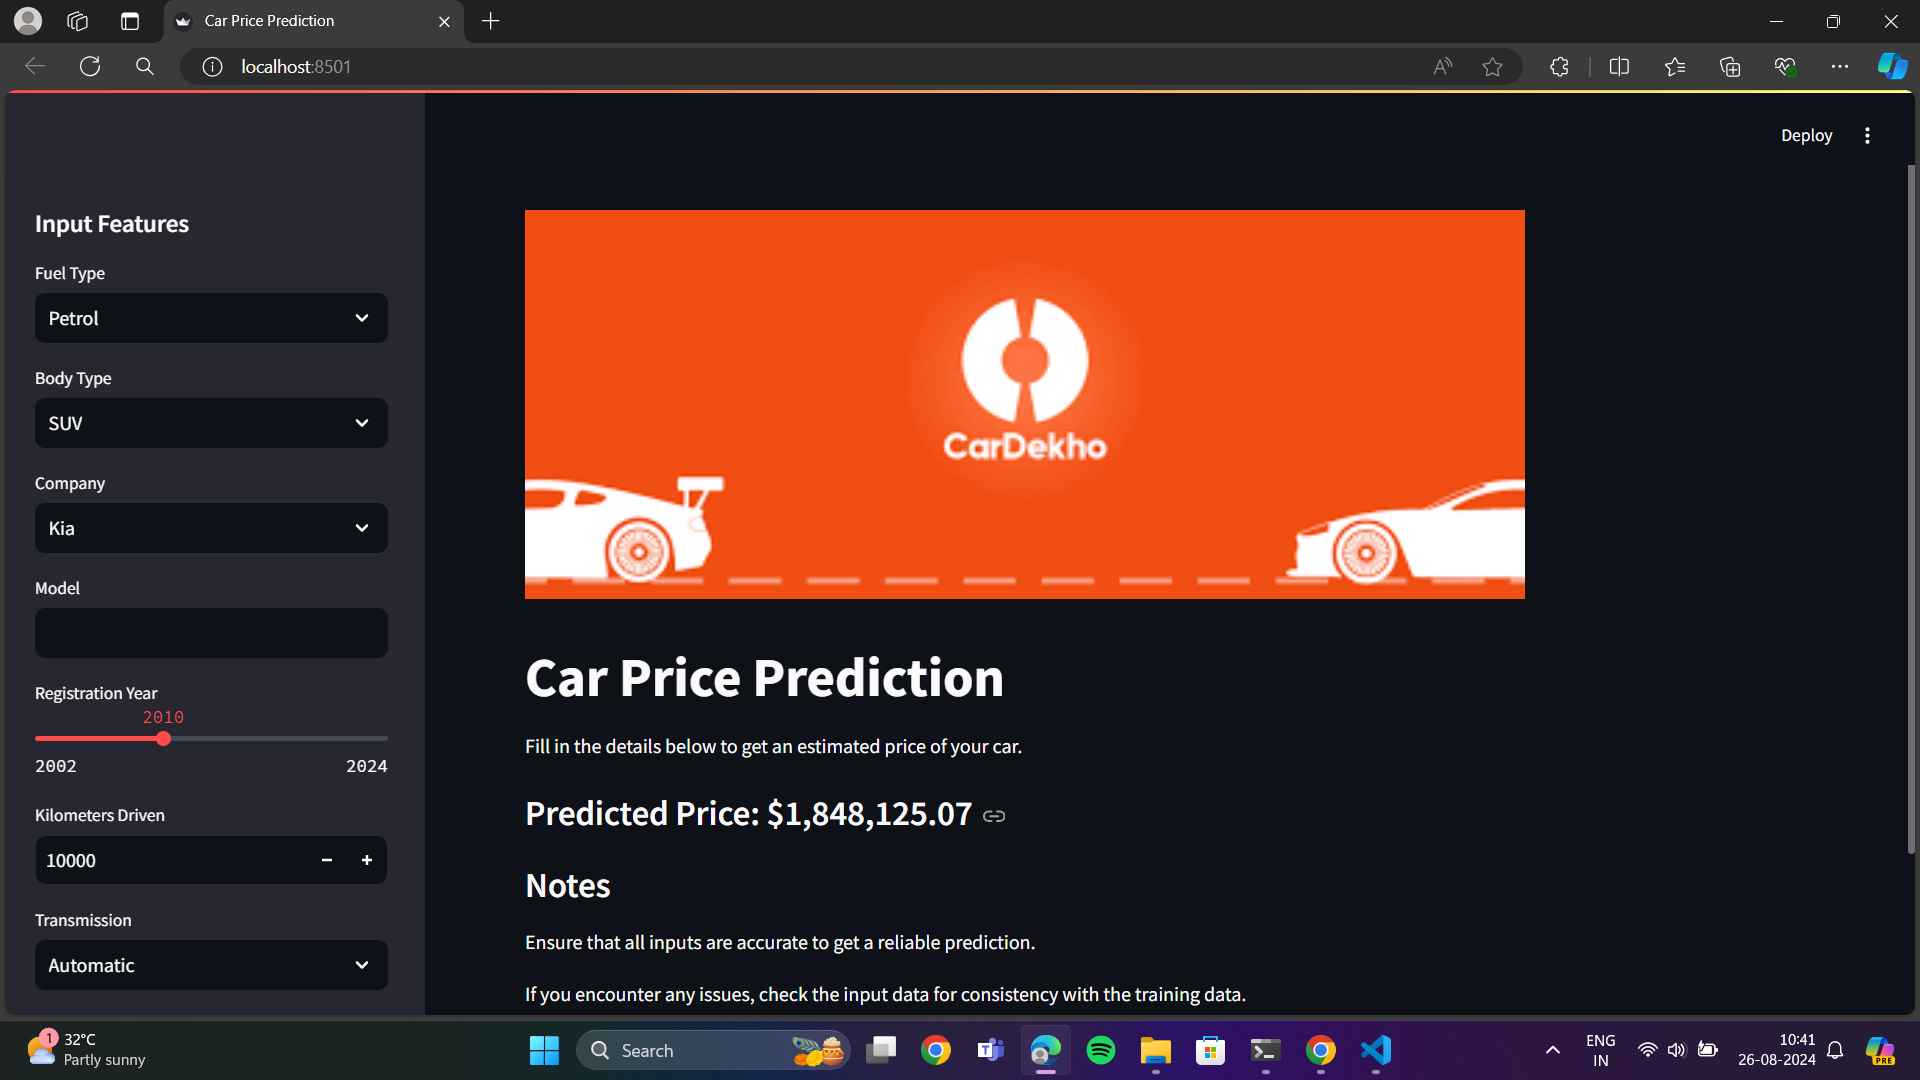 Car Price Prediction
localhost:8501
Deploy
Input Features
Fuel Type
Petrol
Body Type
SUV
Company
Kia
Model
Registration Year
2010
2002 2024
Kilometers Driven
10000
Transmission
Automatic
CarDekho
Car Price Prediction
Fill in the details below to get an estimated price of your car.
Predicted Price: $1,848,125.07
Notes
Ensure that all inputs are accurate to get a reliable prediction.
If you encounter any issues, check the input data for consistency with the training data.
1
32°C
Partly sunny
Search
ENG
IN
10:41
26-08-2024
PRE